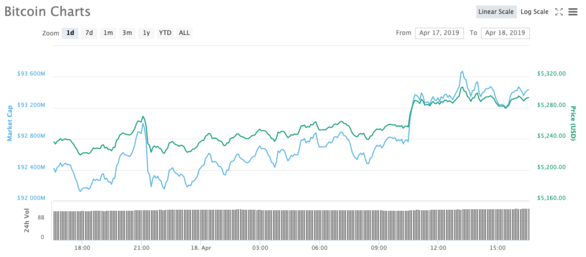 Bitcoin Charts
Linear Scale Log Scale
Zoom 1d 7d 1m 3m 1y YTD ALL
From Apr 17, 2019 To Apr 18, 2019
$93 600M
$93 200M
$92 800M
$92 400M
$92 000M
Market Cap
$5,320.00
$5,280.00
$5,240.00
$5,200.00
$5,160.00
Price (USD)
24h Vol
0
18:00 21:00 18. Apr 03:00 06:00 09:00 12:00 15:00